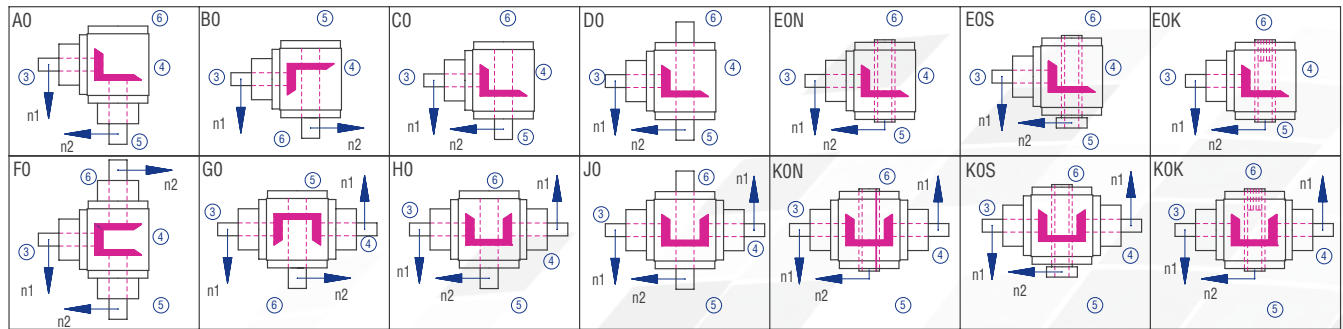 A0
⑥
③ ④
n1
n2 ⑤
B0
⑤
③ ④
n1
⑥ n2
C0
⑥
③ ④
n1
n2 ⑤
D0
⑥
③ ④
n1
n2 ⑤
E0N
⑥
③ ④
n1
n2 ⑤
E0S
⑥
③ ④
n1
n2 ⑤
E0K
⑥
③ ④
n1
n2 ⑤
F0
⑥ n2
③ ④
n1
n2 ⑤
G0
⑤ n1
③ ④
n1
⑥ n2
H0
⑥ n1
③ ④
n1
n2 ⑤
J0
⑥ n1
③ ④
n1
n2 ⑤
K0N
⑥ n1
③ ④
n1
n2 ⑤
K0S
⑥ n1
③ ④
n1
n2 ⑤
K0K
⑥ n1
③ ④
n1
n2 ⑤